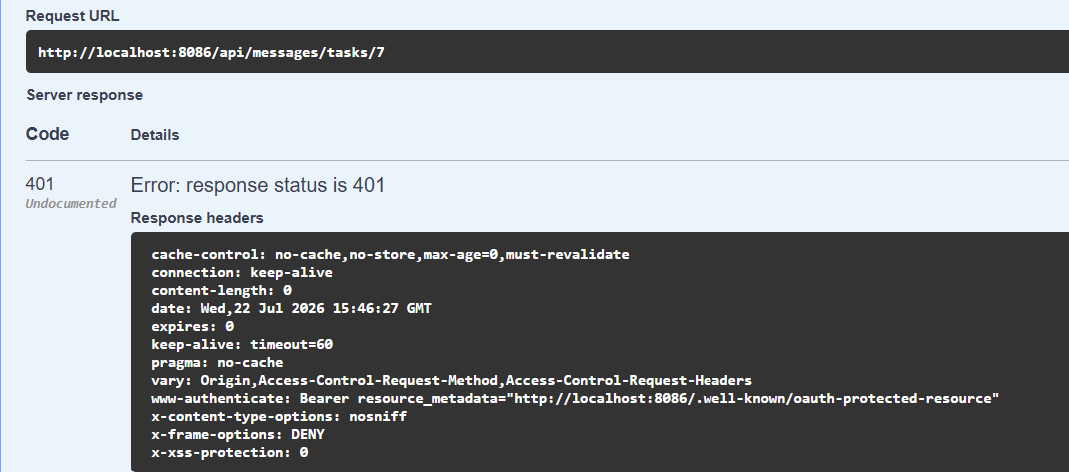 Request URL
http://localhost:8086/api/messages/tasks/7
Server response
Code Details
401 Error: response status is 401
Undocumented
Response headers
cache-control: no-cache,no-store,max-age=0,must-revalidate
connection: keep-alive
content-length: 0
date: Wed,22 Jul 2026 15:46:27 GMT
expires: 0
keep-alive: timeout=60
pragma: no-cache
vary: Origin,Access-Control-Request-Method,Access-Control-Request-Headers
www-authenticate: Bearer resource_metadata="http://localhost:8086/.well-known/oauth-protected-resource"
x-content-type-options: nosniff
x-frame-options: DENY
x-xss-protection: 0